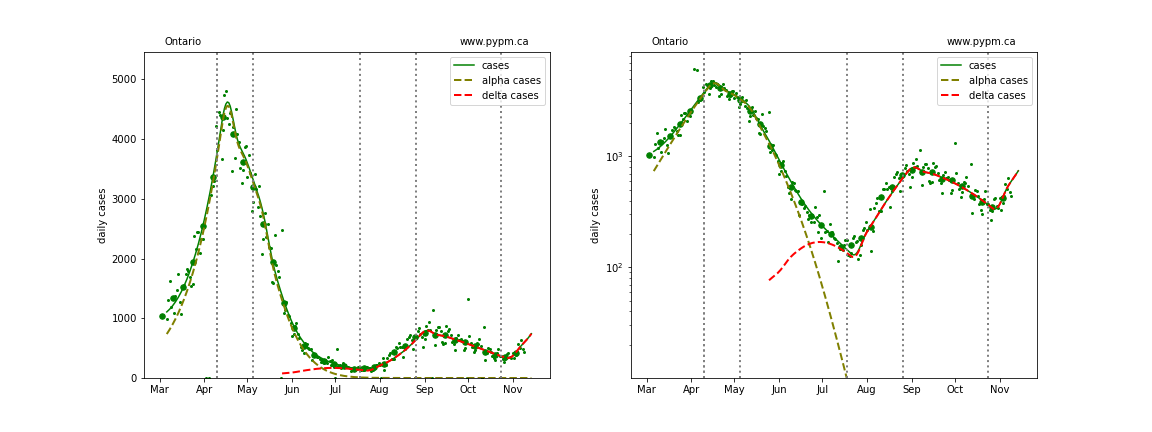 Ontario www.pypm.ca
cases
alpha cases
delta cases
daily cases
5000
4000
3000
2000
1000
0
Mar Apr May Jun Jul Aug Sep Oct Nov
Ontario www.pypm.ca
cases
alpha cases
delta cases
daily cases
10³
10²
Mar Apr May Jun Jul Aug Sep Oct Nov